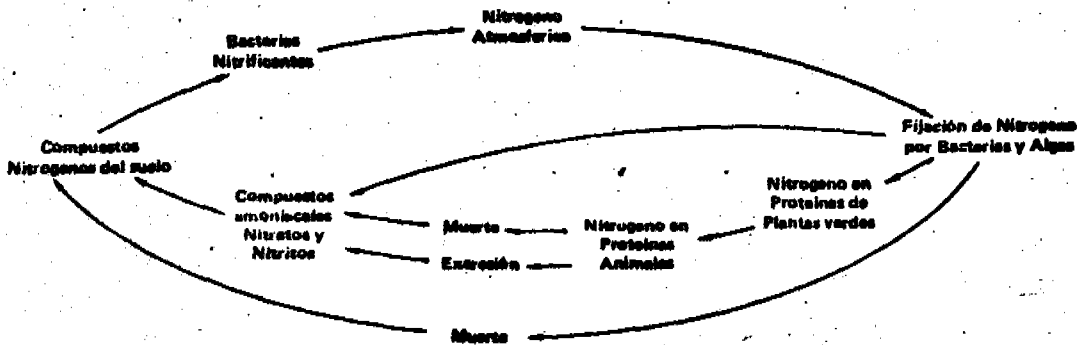 Nitrogeno
Atmosferico
Bacterias
Nitrificantes
Fijación de Nitrogeno
por Bacterias y Algas
Compuestos
Nitrogenos del suelo
Nitrogeno en
Proteinas de
Plantas verdes
Compuestos
amoniacales
Nitratos y
Nitritos
Muerte
Nitrogeno en
Proteinas
Animales
Excresión
Muerte